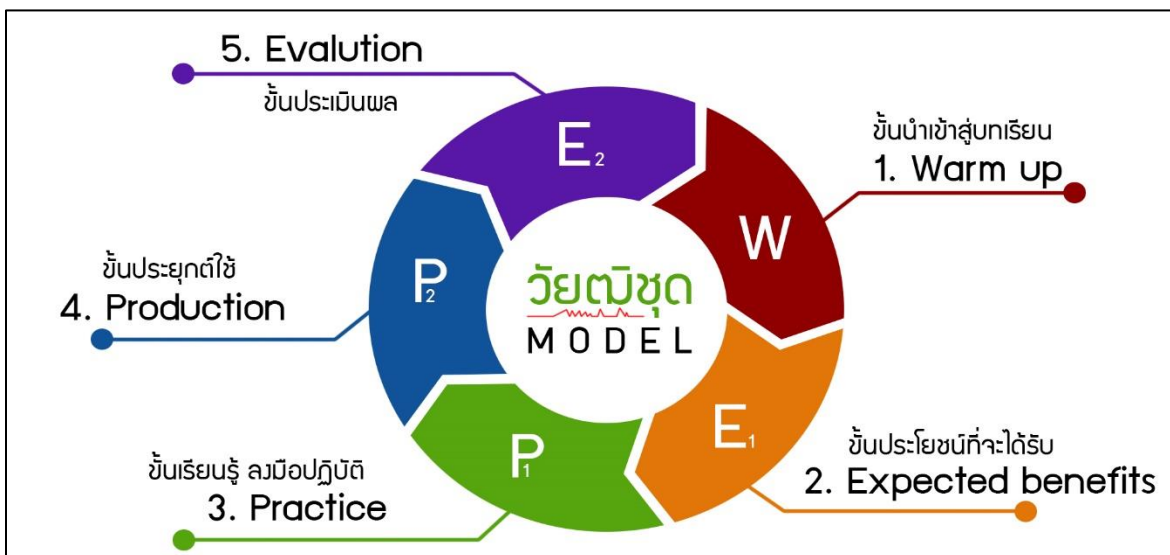 5. Evalution
ขั้นประเมินผล
E2
ขั้นนำเข้าสู่บทเรียน
1. Warm up
W
ขั้นประยุกต์ใช้
4. Production
P2
วัยฒิชุด
MODEL
E1
ขั้นประโยชน์ที่จะได้รับ
2. Expected benefits
P1
ขั้นเรียนรู้ ลงมือปฏิบัติ
3. Practice